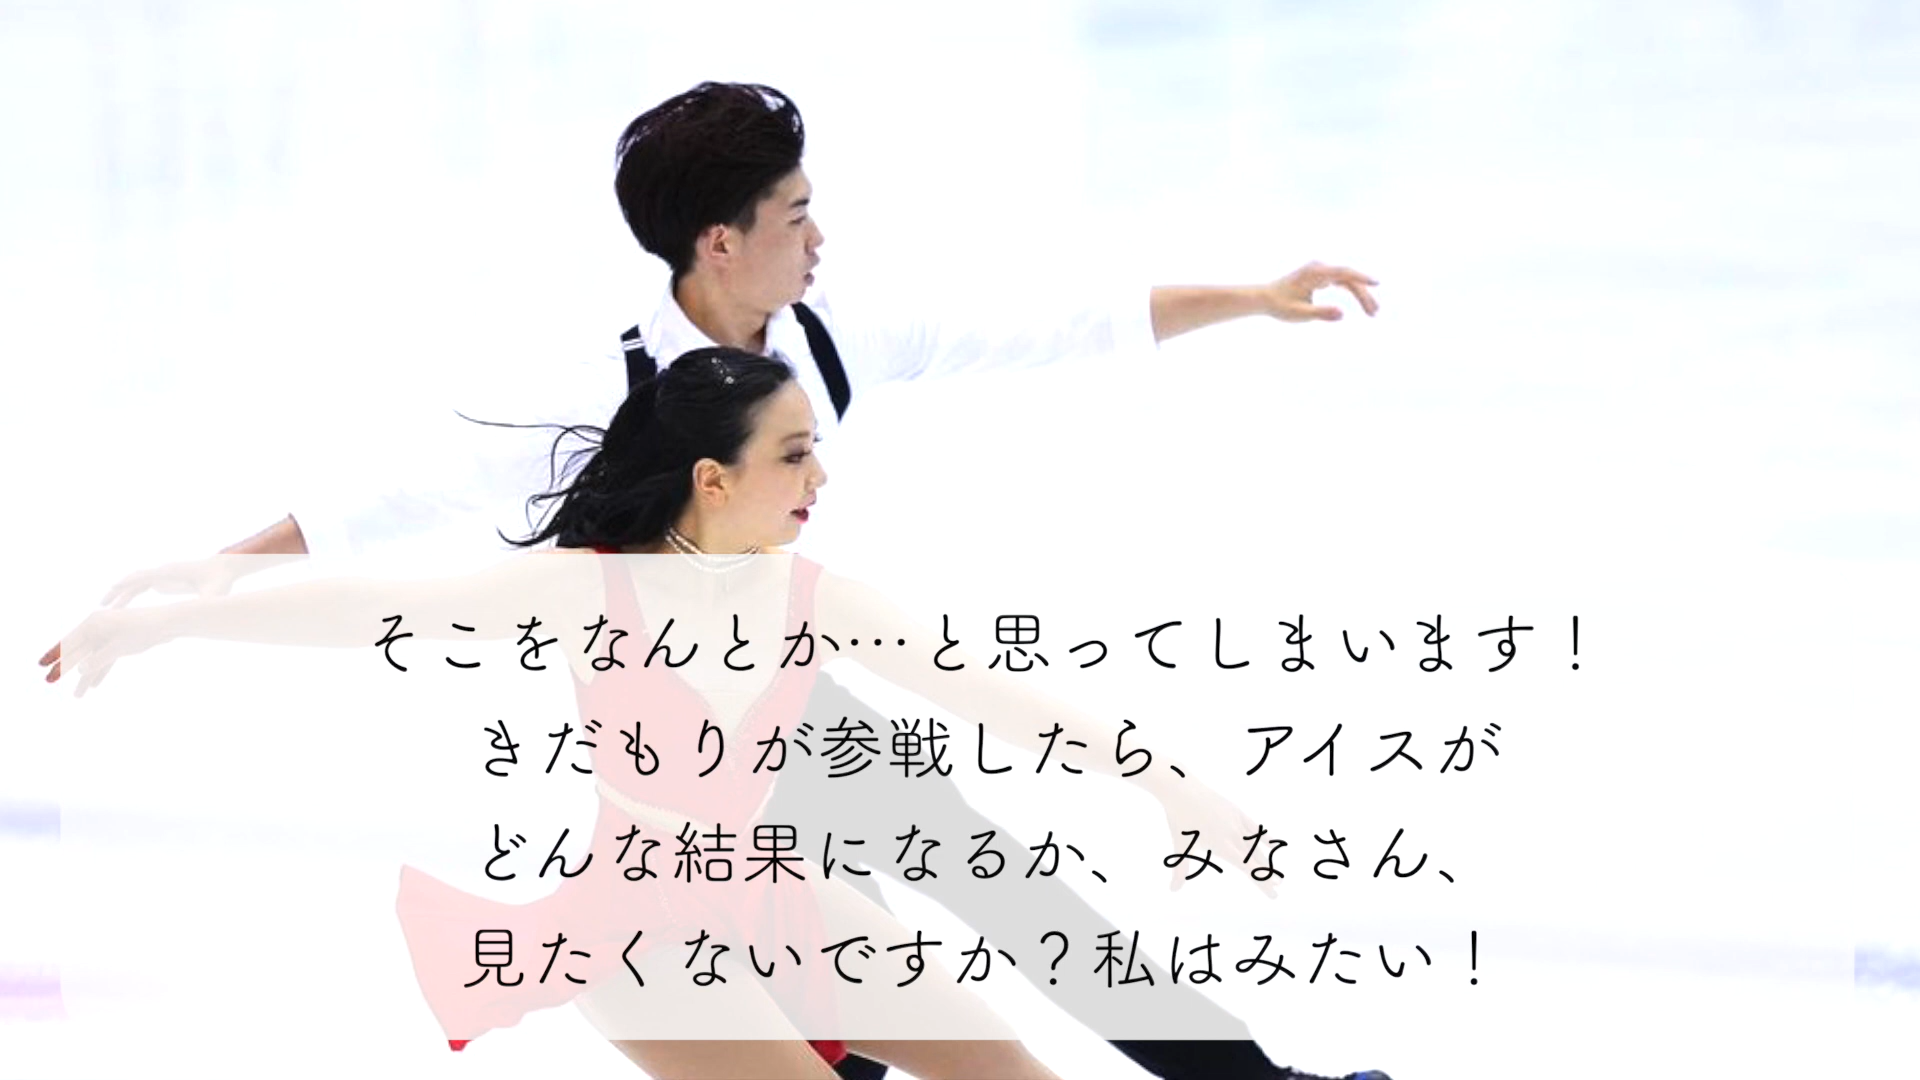 そこをなんとか…と思ってしまいます！
きだもりが参戦したら、アイスが
どんな結果になるか、みなさん、
見たくないですか？私はみたい！